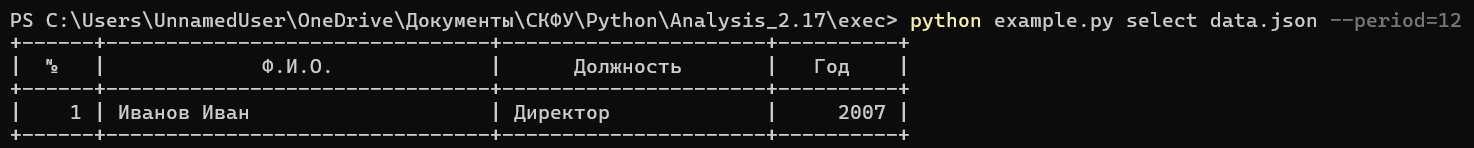 PS C:\Users\UnnamedUser\OneDrive\Документы\СКФУ\Python\Analysis_2.17\exec> python example.py select data.json --period=12
+------+--------------------------------+----------------------+----------+
|  №   |             Ф.И.О.             |      Должность       |   Год    |
+------+--------------------------------+----------------------+----------+
|    1 | Иванов Иван                    | Директор             |     2007 |
+------+--------------------------------+----------------------+----------+